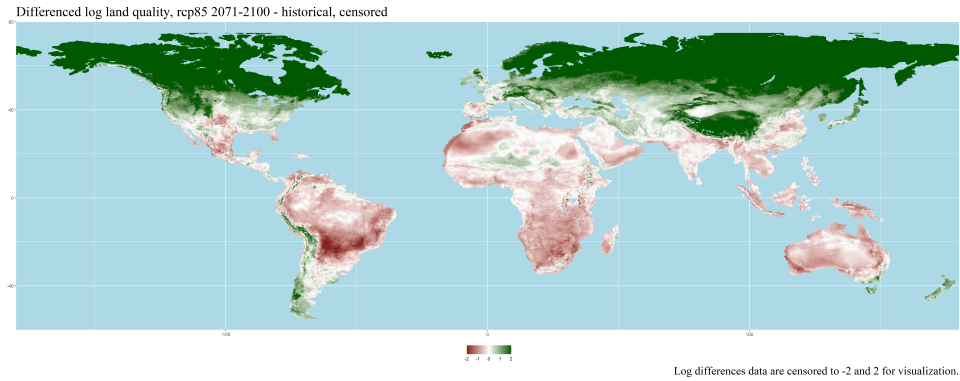 Differenced log land quality, rcp85 2071-2100 - historical, censored
80
40
0
-40
-100
0
100
-2 -1 0 1 2
Log differences data are censored to -2 and 2 for visualization.